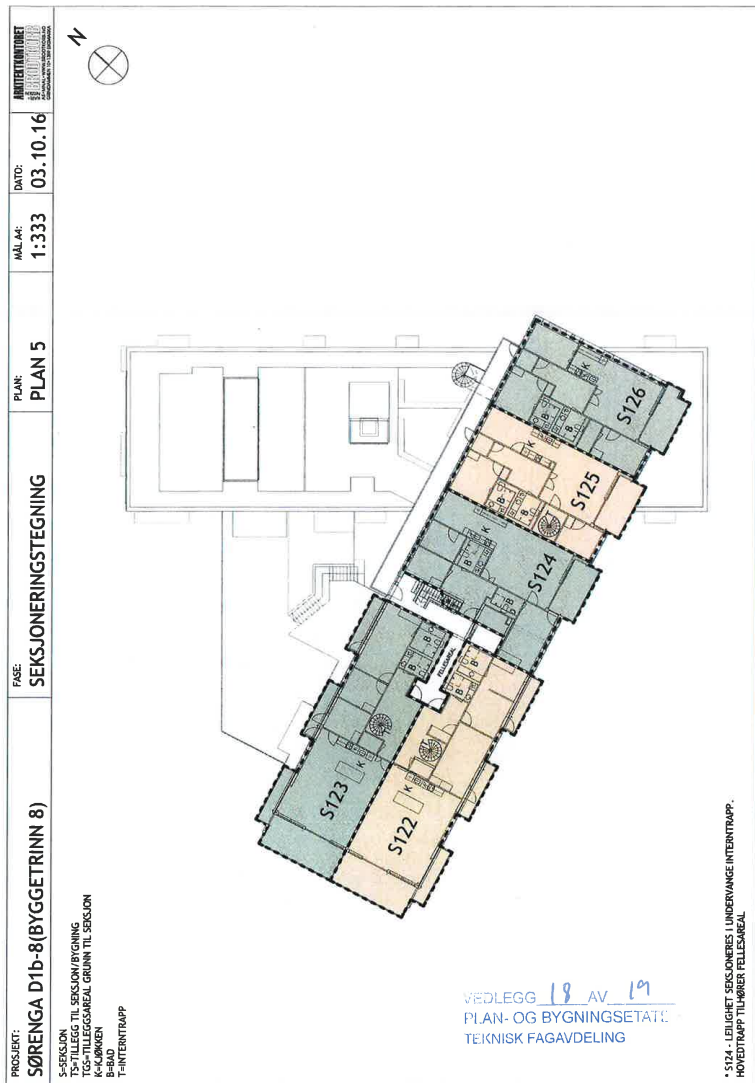 PROSJEKT:
SØRENGA D1b-8(BYGGETRINN 8)
FASE:
SEKSJONERINGSTEGNING
PLAN:
PLAN 5
MÅL A4:
1:333
DATO:
03.10.16
ARKITEKTKONTORET
S=SEKSJON
TS=TILLEGG TIL SEKSJON/BYGNING
TGS=TILLEGGSAREAL GRUNN TIL SEKSJON
K=KJØKKEN
B=BAD
T=INTERNTRAPP
N
S126
K
B
B
S125
K
B
B
T
S124
K
B
B
FELLESAREAL
S123
K
B
B
T
S122
K
B
B
T
* S124 - LEILIGHET SEKSJONERES I UNDERVANGE INTERNTRAPP.
HOVEDTRAPP TILHØRER FELLESAREAL
VEDLEGG 18 AV 19
PLAN- OG BYGNINGSETATE
TEKNISK FAGAVDELING